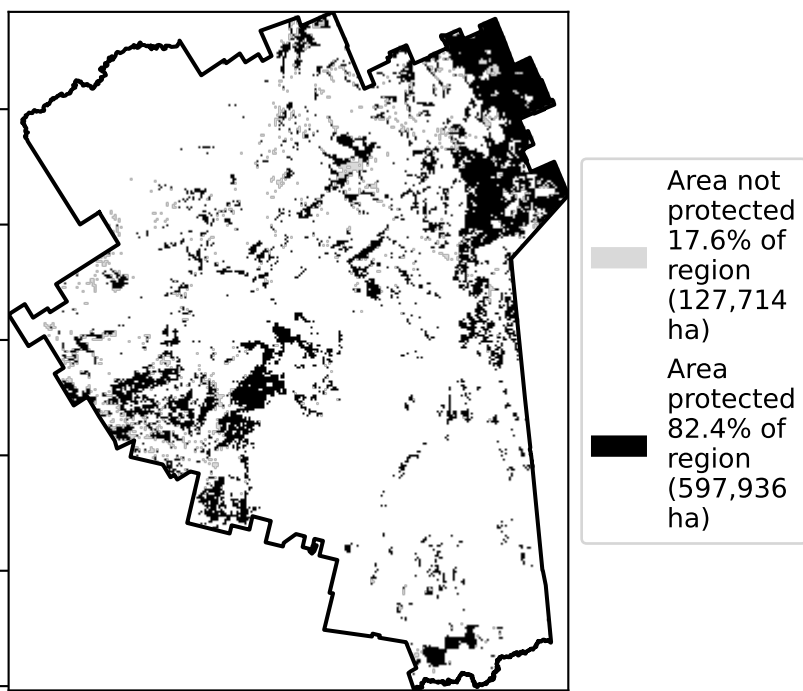 Area not
protected
17.6% of
region
(127,714
ha)
Area
protected
82.4% of
region
(597,936
ha)